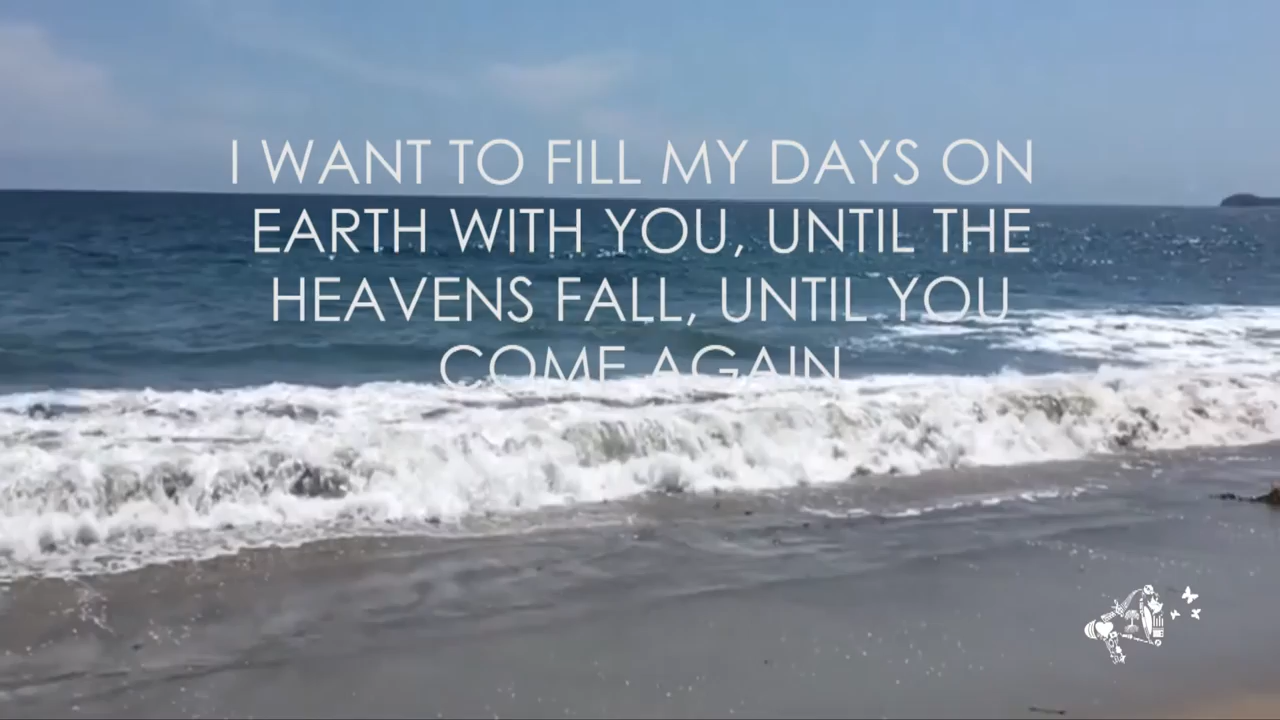 I WANT TO FILL MY DAYS ON
EARTH WITH YOU, UNTIL THE
HEAVENS FALL, UNTIL YOU
COME AGAIN